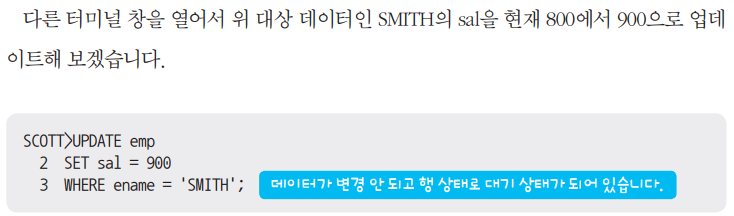 다른 터미널 창을 열어서 위 대상 데이터인 SMITH의 sal을 현재 800에서 900으로 업데
이트해 보겠습니다.
SCOTT>UPDATE emp
2 SET sal = 900
3 WHERE ename = 'SMITH'; 데이터가 변경 안 되고 행 상태로 대기 상태가 되어 있습니다.